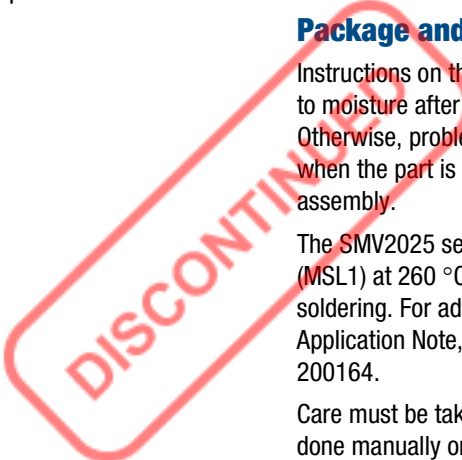 Package and
Instructions on th
to moisture after
Otherwise, proble
when the part is
assembly.
The SMV2025 se
(MSL1) at 260 °C
soldering. For ad
Application Note,
200164.
Care must be tak
done manually or
DISCONTINUED